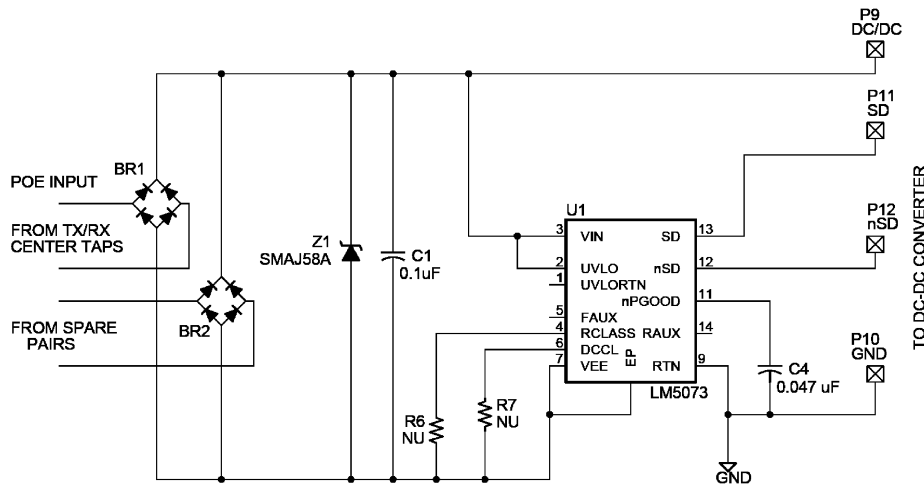 P9
DC/DC
P11
SD
BR1
POE INPUT
FROM TX/RX
CENTER TAPS
Z1
SMAJ58A
C1
0.1uF
U1
3 VIN SD 13
2 UVLO nSD 12
1 UVLORTN
nPGOOD 11
5 FAUX
4 RCLASS RAUX 14
6 DCCL
7 VEE EP RTN 9
LM5073
P12
nSD
TO DC-DC CONVERTER
BR2
FROM SPARE
PAIRS
P10
GND
C4
0.047 uF
R6
NU
R7
NU
GND